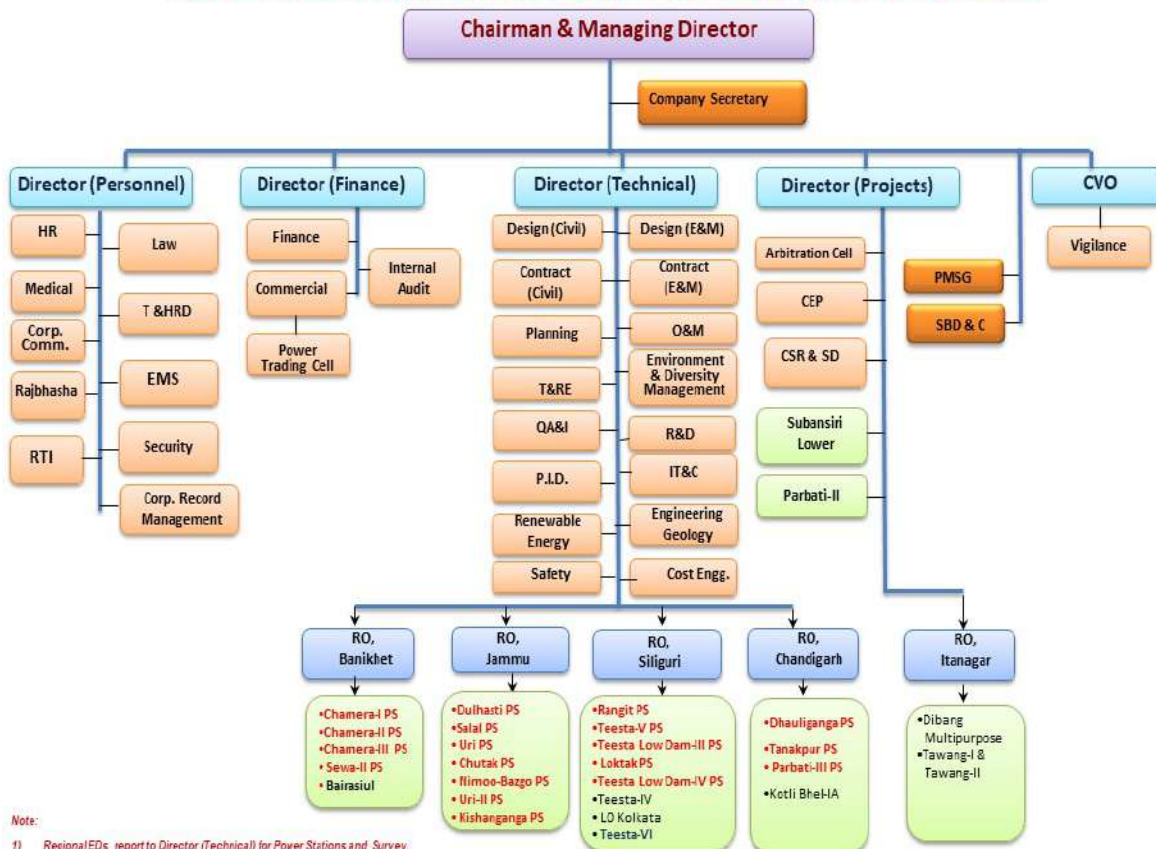 Chairman & Managing Director
Company Secretary
Director (Personnel)
Director (Finance)
Director (Technical)
Director (Projects)
CVO
HR
Law
Medical
T &HRD
Corp.
Comm.
Rajbhasha
EMS
RTI
Security
Corp. Record
Management
Finance
Internal
Audit
Commercial
Power
Trading Cell
Design (Civil)
Design (E&M)
Contract
(Civil)
Contract
(E&M)
Planning
O&M
T&RE
Environment
& Diversity
Management
QA&I
R&D
P.I.D.
IT&C
Renewable
Energy
Engineering
Geology
Safety
Cost Engg.
Arbitration Cell
CEP
CSR & SD
Subansiri
Lower
Parbati-II
PMSG
SBD & C
Vigilance
RO,
Banikhet
RO,
Jammu
RO,
Siliguri
RO,
Chandigarh
RO,
Itanagar
•Chamera-I PS
•Chamera-II PS
•Chamera-III PS
•Sewa-II PS
•Bairasiul
•Dulhasti PS
•Salal PS
•Uri PS
•Chutak PS
•Nimoo-Bazgo PS
•Uri-II PS
•Kishanganga PS
•Rangit PS
•Teesta-V PS
•Teesta Low Dam-III PS
•Loktak PS
•Teesta Low Dam-IV PS
•Teesta-IV
•LO Kolkata
•Teesta-VI
•Dhauliganga PS
•Tanakpur PS
•Parbati-III PS
•Kotli Bhel-IA
•Dibang
Multipurpose
•Tawang-I &
Tawang-II
Note:
1) Regional EDs report to Director (Technical) for Power Stations and Survey